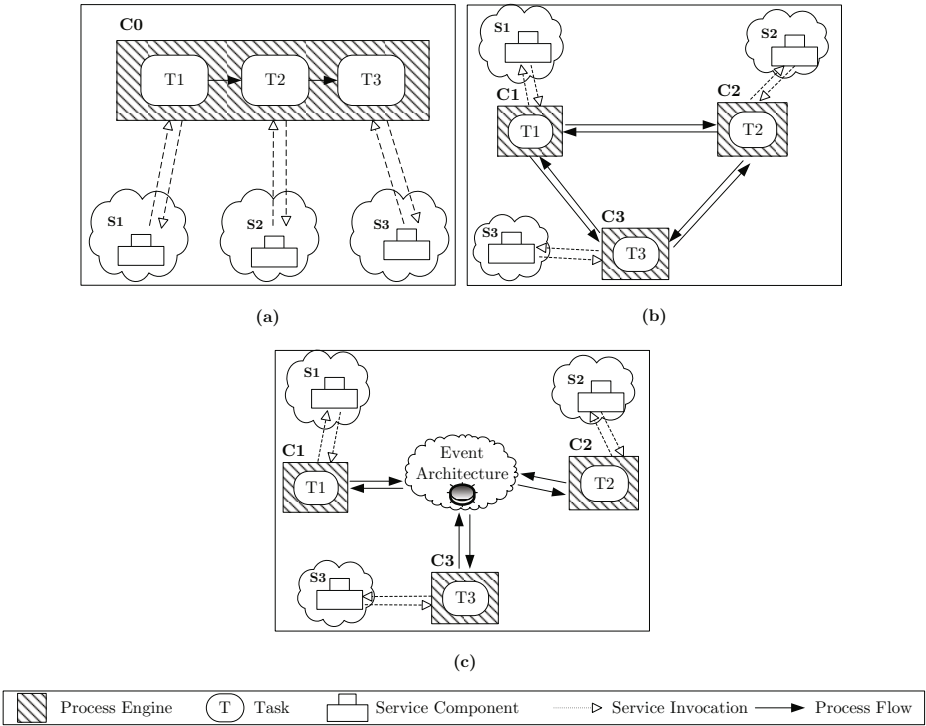 C0
T1 T2 T3
S1 S2 S3
(a)
S1 S2
C1 C2
T1 T2
C3
S3
T3
(b)
S1 S2
C1 C2
Event
Architecture
T1 T2
C3
S3
T3
(c)
Process Engine T Task Service Component Service Invocation Process Flow